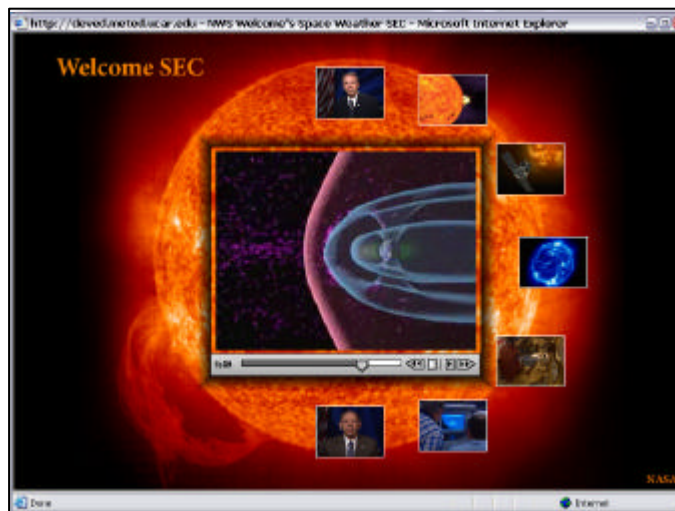 http://deved.meted.ucar.edu - NWS Welcome's Space Weather SEC - Microsoft Internet Explorer
Welcome SEC
NASA
Done
Internet